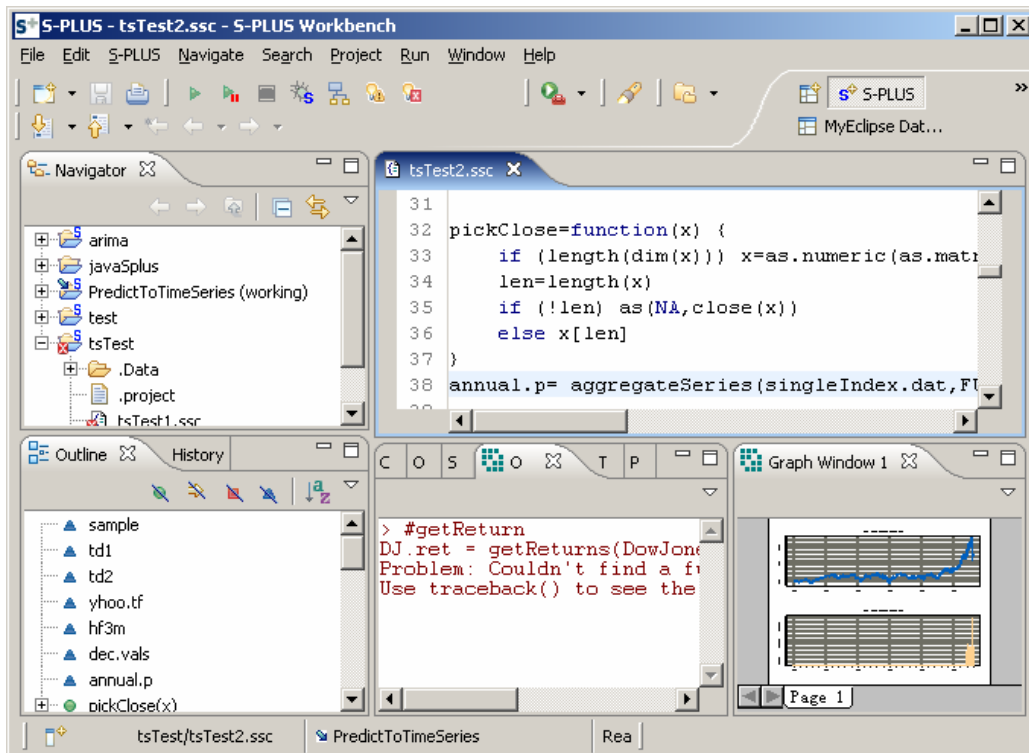 S-PLUS - tsTest2.ssc - S-PLUS Workbench
File Edit S-PLUS Navigate Search Project Run Window Help
S-PLUS
MyEclipse Dat...
Navigator
arima
javaSplus
PredictToTimeSeries (working)
test
tsTest
.Data
.project
tsTest1.ssc
tsTest2.ssc
31
32 pickClose=function(x) {
33 if (length(dim(x))) x=as.numeric(as.matr
34 len=length(x)
35 if (!len) as(NA,close(x))
36 else x[len]
37 }
38 annual.p= aggregateSeries(singleIndex.dat,FU
Outline History
sample
td1
td2
yhoo.tf
hf3m
dec.vals
annual.p
pickClose(x)
C O S O T P
> #getReturn
DJ.ret = getReturns(DowJone
Problem: Couldn't find a fu
Use traceback() to see the
Graph Window 1
Page 1
tsTest/tsTest2.ssc PredictToTimeSeries Rea